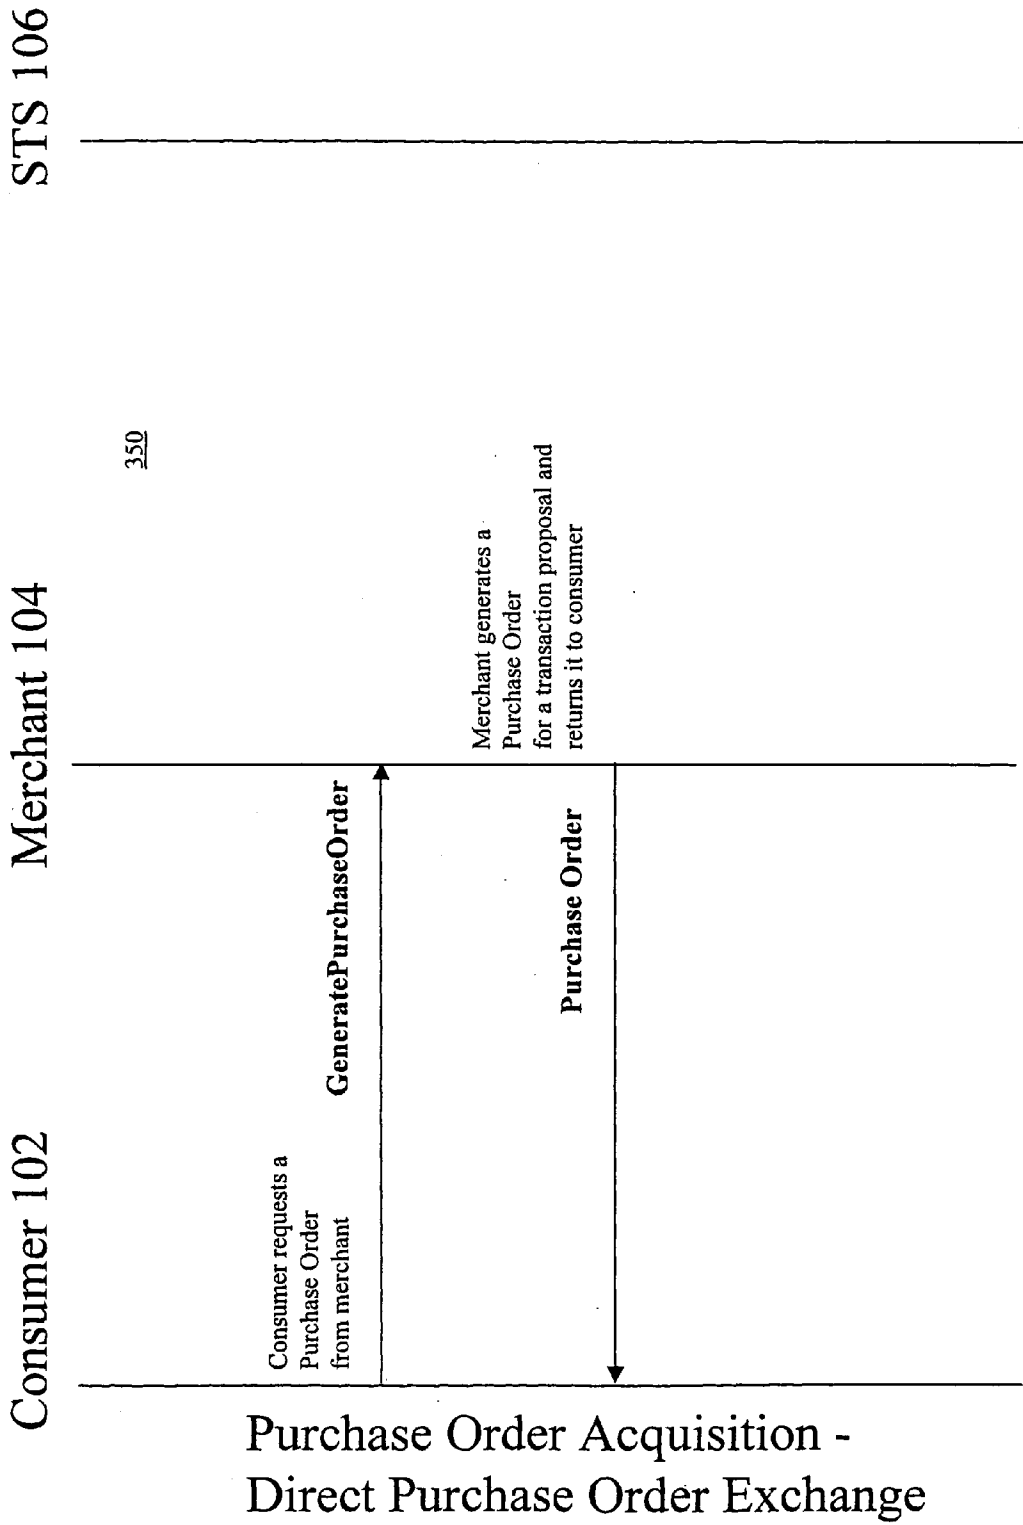 Consumer 102
Merchant 104
STS 106
350
Consumer requests a
Purchase Order
from merchant
GeneratePurchaseOrder
Merchant generates a
Purchase Order
for a transaction proposal and
returns it to consumer
Purchase Order
Purchase Order Acquisition -
Direct Purchase Order Exchange